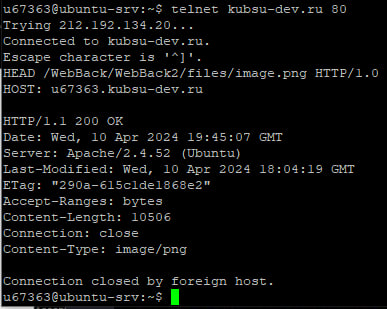 u67363@ubuntu-srv:~$ telnet kubsu-dev.ru 80
Trying 212.192.134.20...
Connected to kubsu-dev.ru.
Escape character is '^]'.
HEAD /WebBack/WebBack2/files/image.png HTTP/1.0
HOST: u67363.kubsu-dev.ru

HTTP/1.1 200 OK
Date: Wed, 10 Apr 2024 19:45:07 GMT
Server: Apache/2.4.52 (Ubuntu)
Last-Modified: Wed, 10 Apr 2024 18:04:19 GMT
ETag: "290a-615c1de1868e2"
Accept-Ranges: bytes
Content-Length: 10506
Connection: close
Content-Type: image/png

Connection closed by foreign host.
u67363@ubuntu-srv:~$